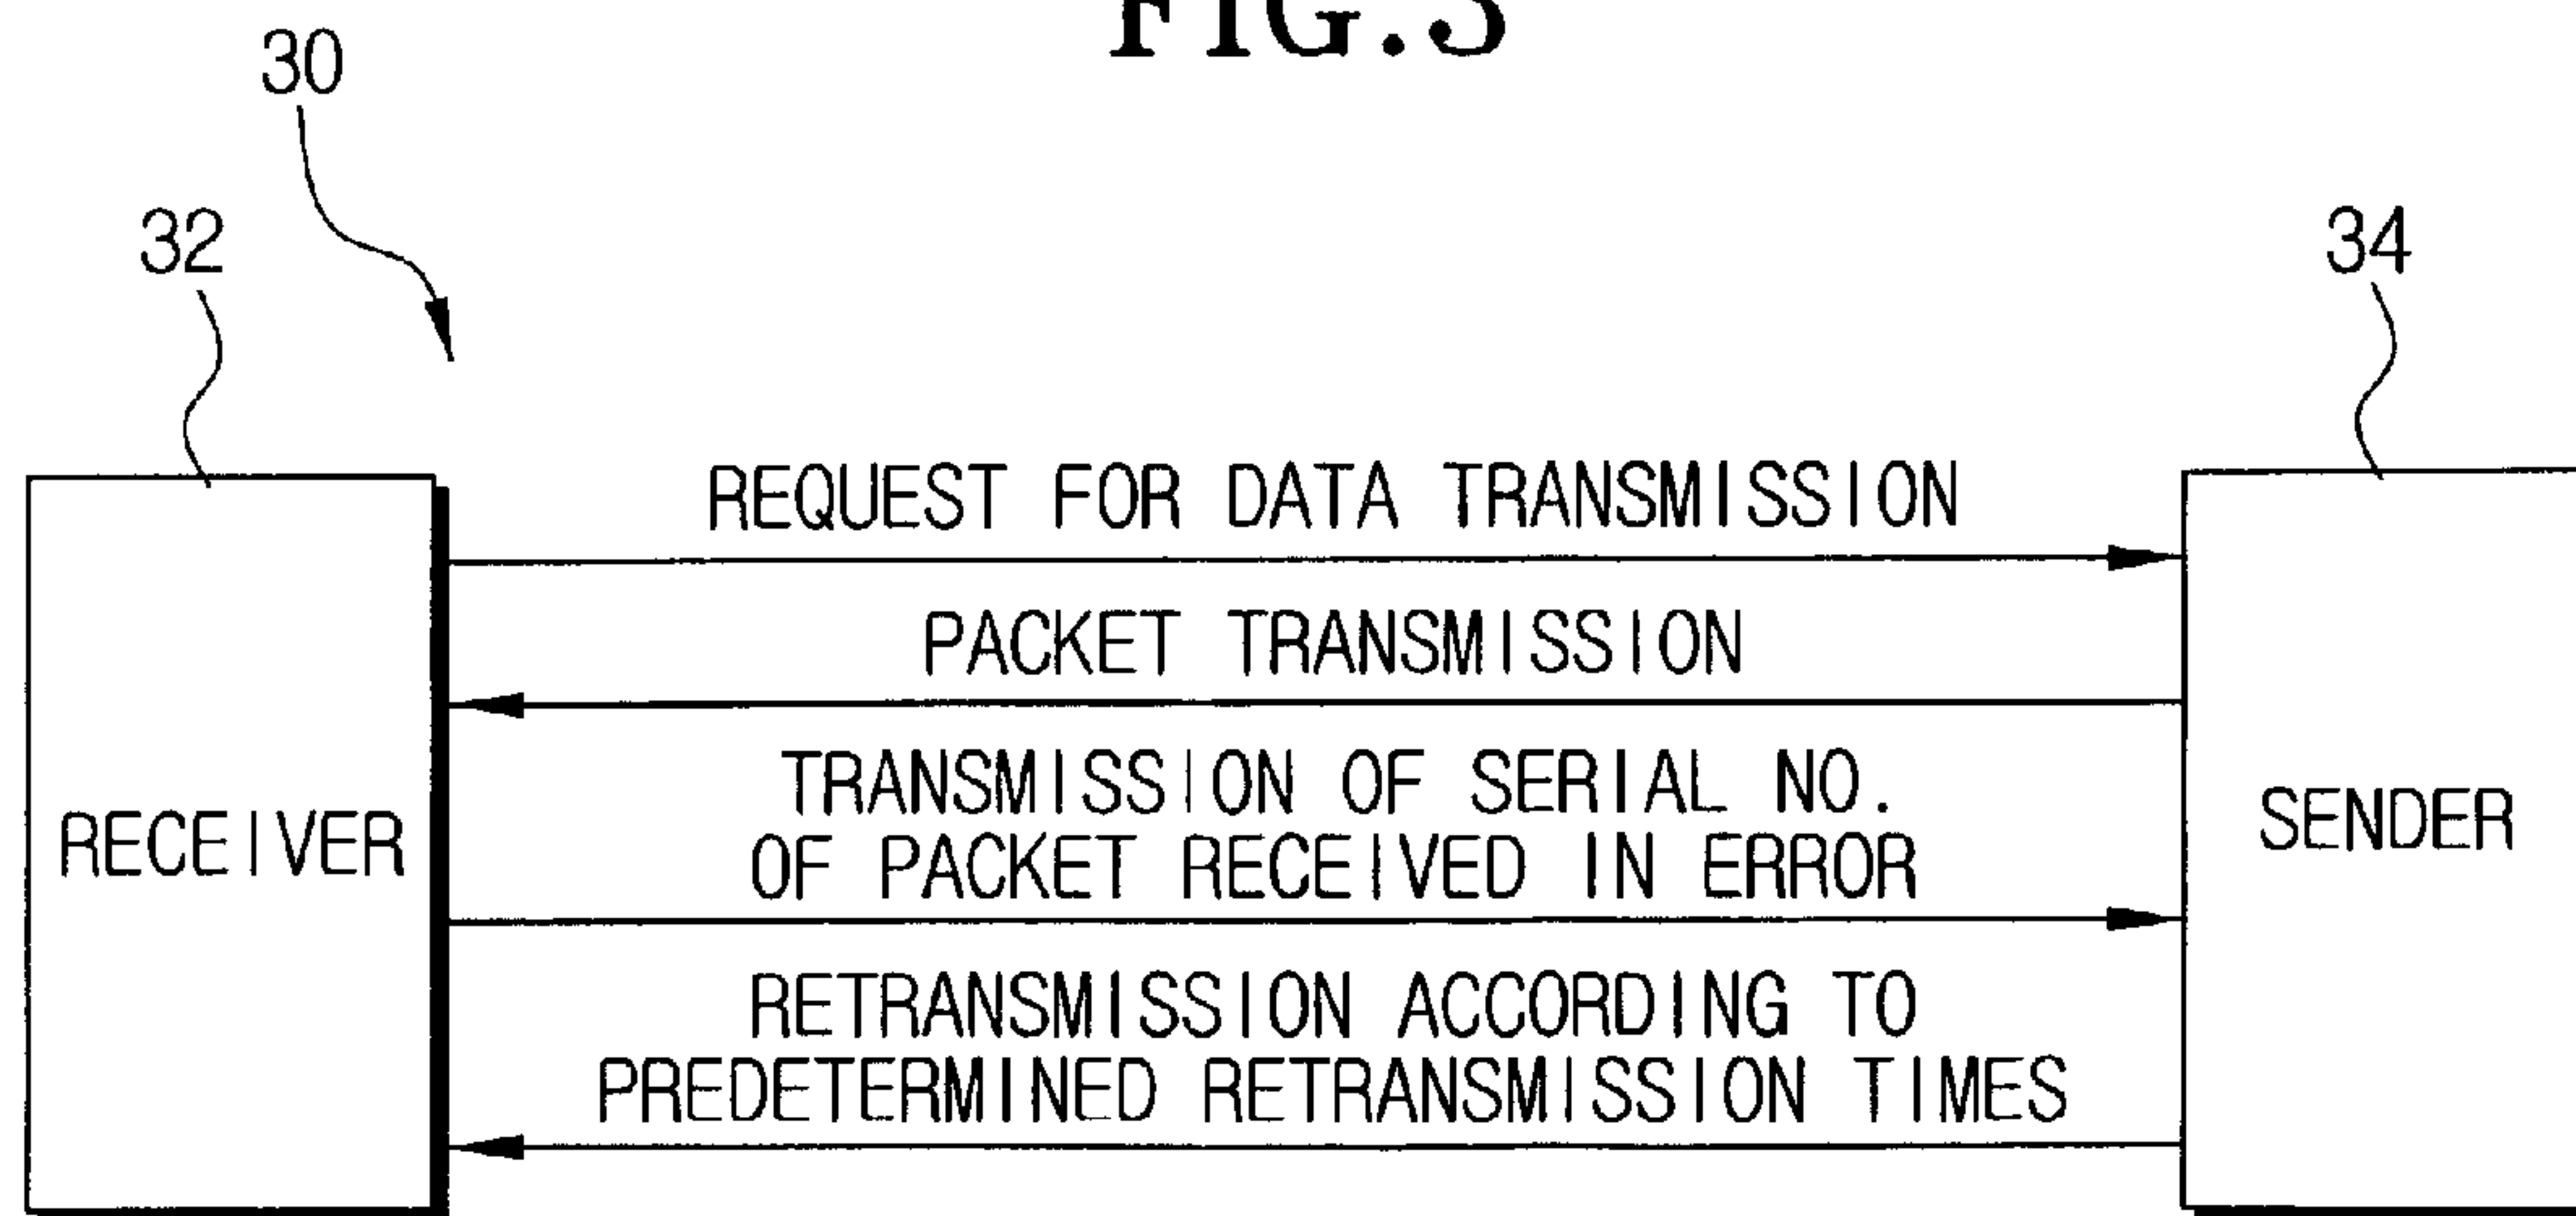 FIG.3
30
32
34
REQUEST FOR DATA TRANSMISSION
PACKET TRANSMISSION
TRANSMISSION OF SERIAL NO.
OF PACKET RECEIVED IN ERROR
RECEIVER
SENDER
RETRANSMISSION ACCORDING TO
PREDETERMINED RETRANSMISSION TIMES